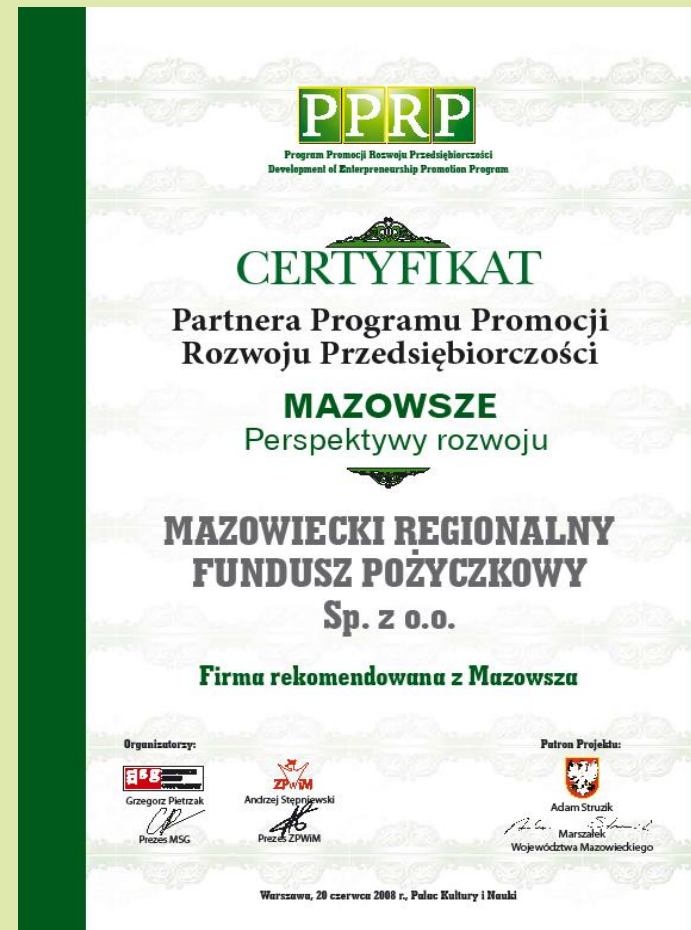 PPRP
Program Promocji Rozwoju Przedsiębiorczości
Development of Enterpreneurship Promotion Program
CERTYFIKAT
Partnera Programu Promocji
Rozwoju Przedsiębiorczości
MAZOWSZE
Perspektywy rozwoju
MAZOWIECKI REGIONALNY
FUNDUSZ POŻYCZKOWY
Sp. z o.o.
Firma rekomendowana z Mazowsza
Organizatorzy:
Patron Projektu:
ZPWiM
Grzegorz Pietrzak
Andrzej Stępniewski
Adam Struzik
Prezes MSG
Prezes ZPWiM
Marszałek
Województwa Mazowieckiego
Warszawa, 20 czerwca 2008 r., Pałac Kultury i Nauki